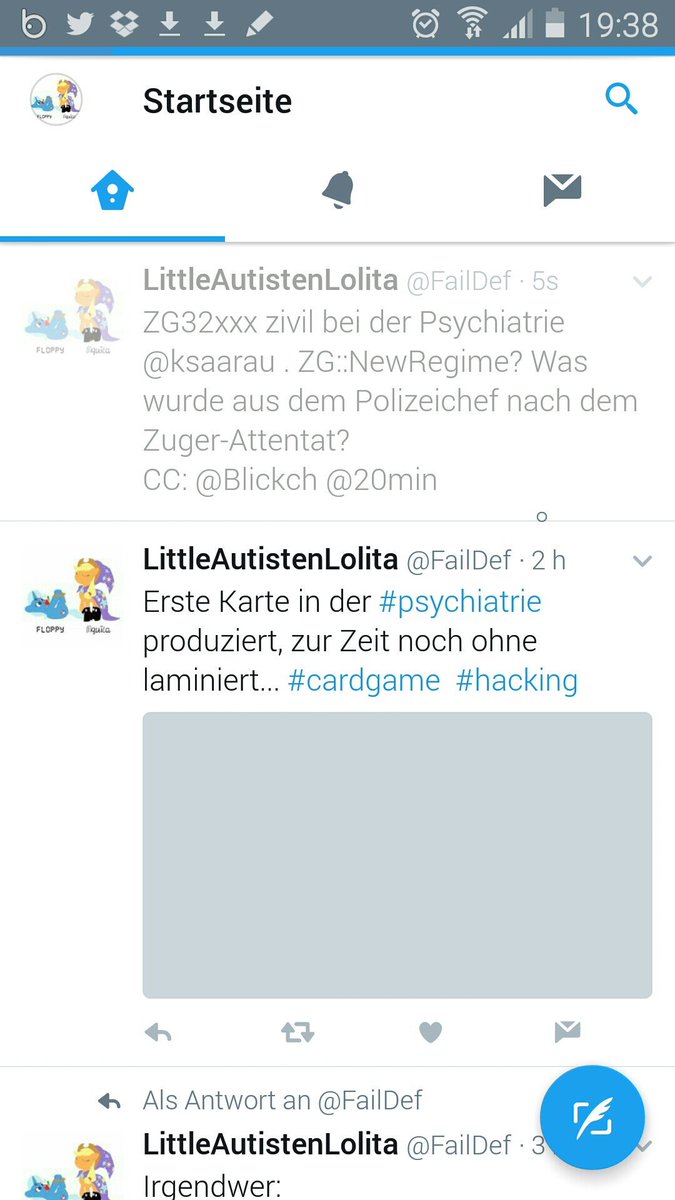 19:38
Startseite
LittleAutistenLolita @FailDef · 5s
ZG32xxx zivil bei der Psychiatrie
@ksaarau . ZG::NewRegime? Was
wurde aus dem Polizeichef nach dem
Zuger-Attentat?
CC: @Blickch @20min
FLOPPY
LittleAutistenLolita @FailDef · 2 h
Erste Karte in der #psychiatrie
produziert, zur Zeit noch ohne
laminiert... #cardgame #hacking
FLOPPY
Als Antwort an @FailDef
LittleAutistenLolita @FailDef · 3
Irgendwer: